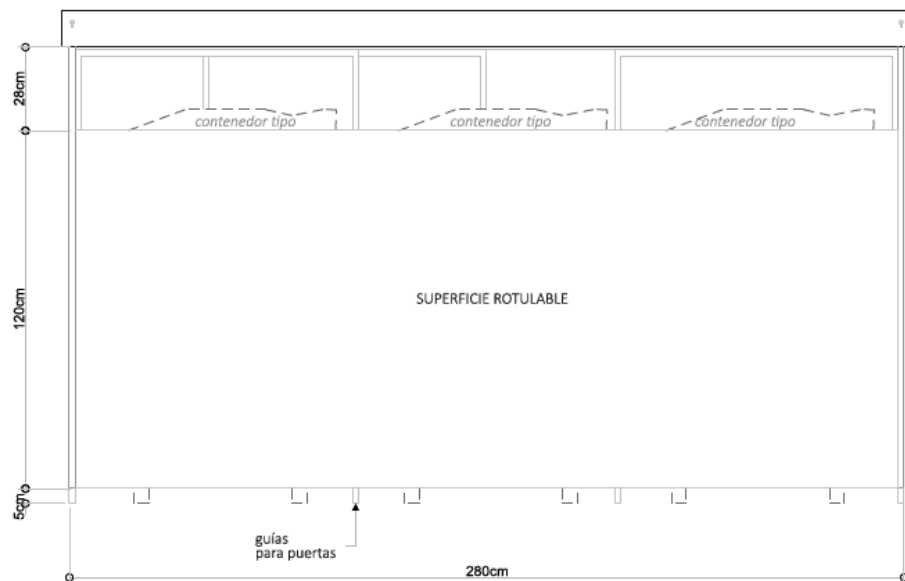 28cm
contenedor tipo
contenedor tipo
contenedor tipo
120cm
SUPERFICIE ROTULABLE
5cm
guías
para puertas
280cm